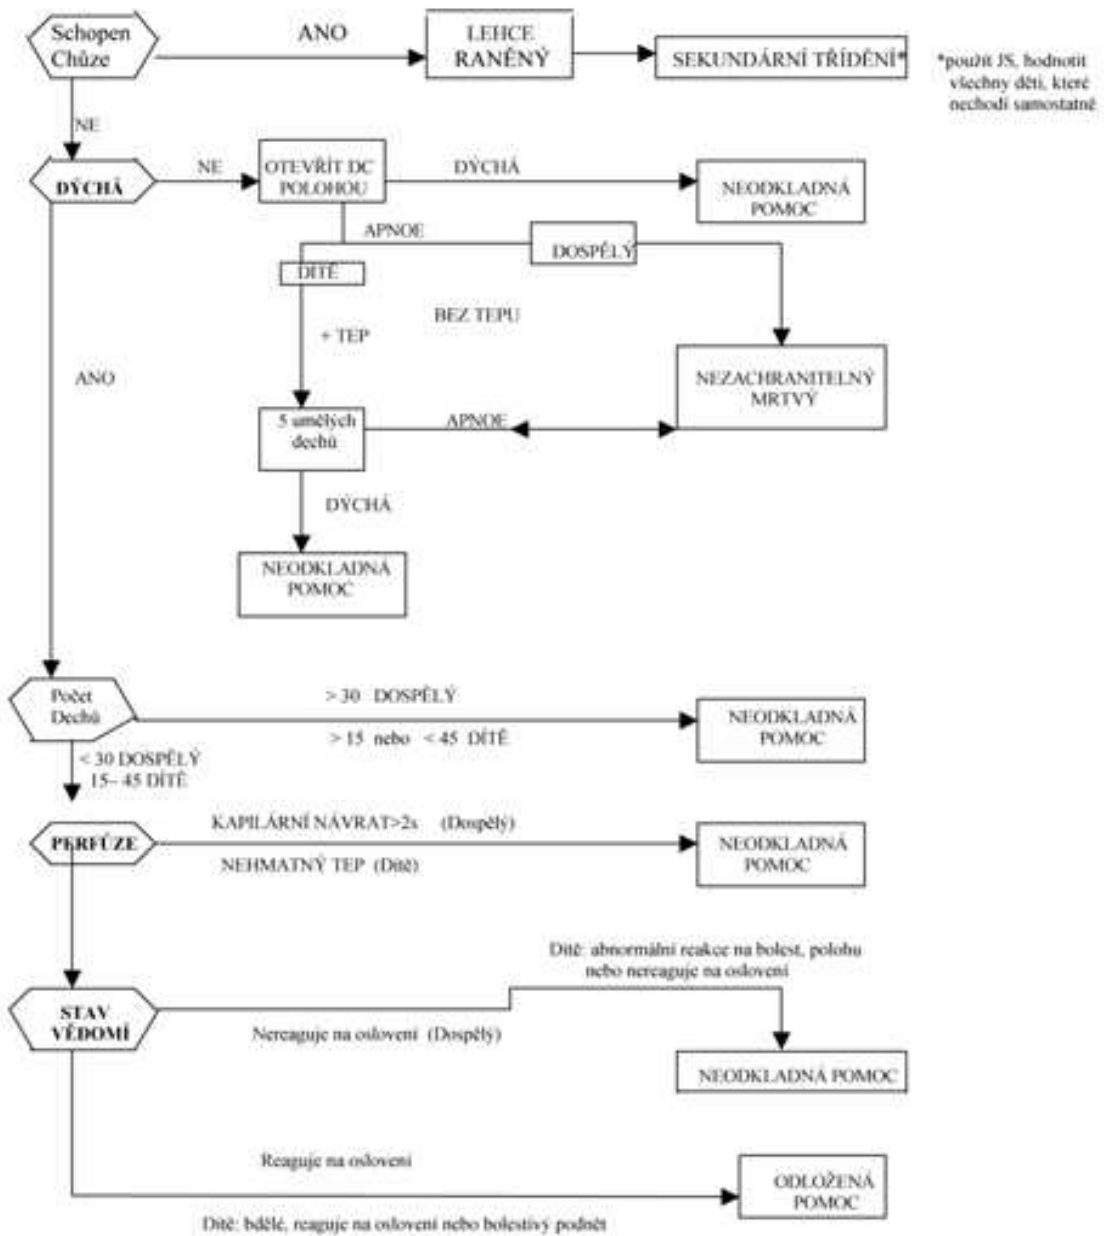 Schopen
Chůze
ANO
LEHCE
RANĚNÝ
SEKUNDÁRNÍ TŘÍDĚNÍ*
*použít JS, hodnotit
všechny děti, které
nechodí samostatně
NE
DÝCHÁ
NE
OTEVŘÍT DC
POLOHOU
DÝCHÁ
NEODKLADNÁ
POMOC
APNOE
DOSPĚLÝ
DÍTĚ
BEZ TEPU
+ TEP
ANO
NEZACHRANITELNÝ
MRTVÝ
5 umělých
dechů
APNOE
DÝCHÁ
NEODKLADNÁ
POMOC
Počet
Dechů
> 30 DOSPĚLÝ
> 15 nebo < 45 DÍTĚ
NEODKLADNÁ
POMOC
< 30 DOSPĚLÝ
15– 45 DÍTĚ
PERFÚZE
KAPILÁRNÍ NÁVRAT>2s (Dospělý)
NEHMATNÝ TEP (Dítě)
NEODKLADNÁ
POMOC
Dítě: abnormální reakce na bolest, polohu
nebo nereaguje na oslovení
STAV
VĚDOMÍ
Nereaguje na oslovení (Dospělý)
NEODKLADNÁ POMOC
Reaguje na oslovení
ODLOŽENÁ
POMOC
Dítě: bdělé, reaguje na oslovení nebo bolestivý podnět